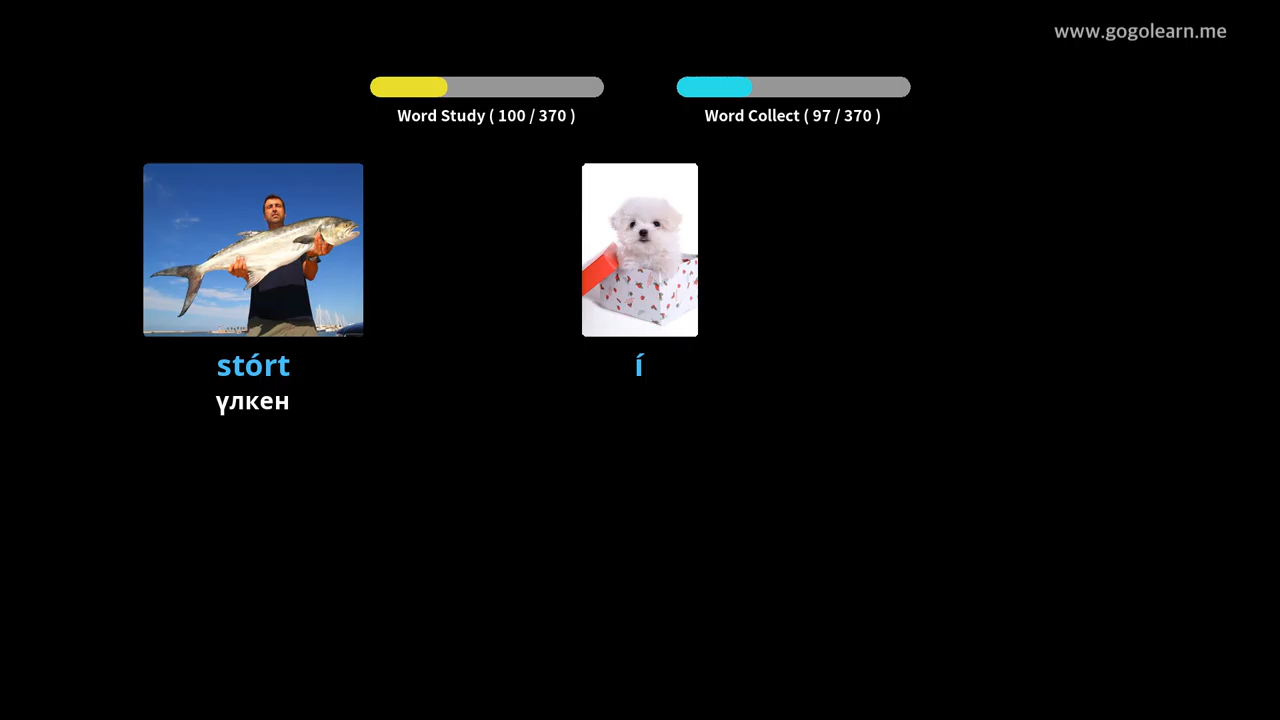 www.gogolearn.me
Word Study ( 100 / 370 )
Word Collect ( 97 / 370 )
stórt
үлкен
í